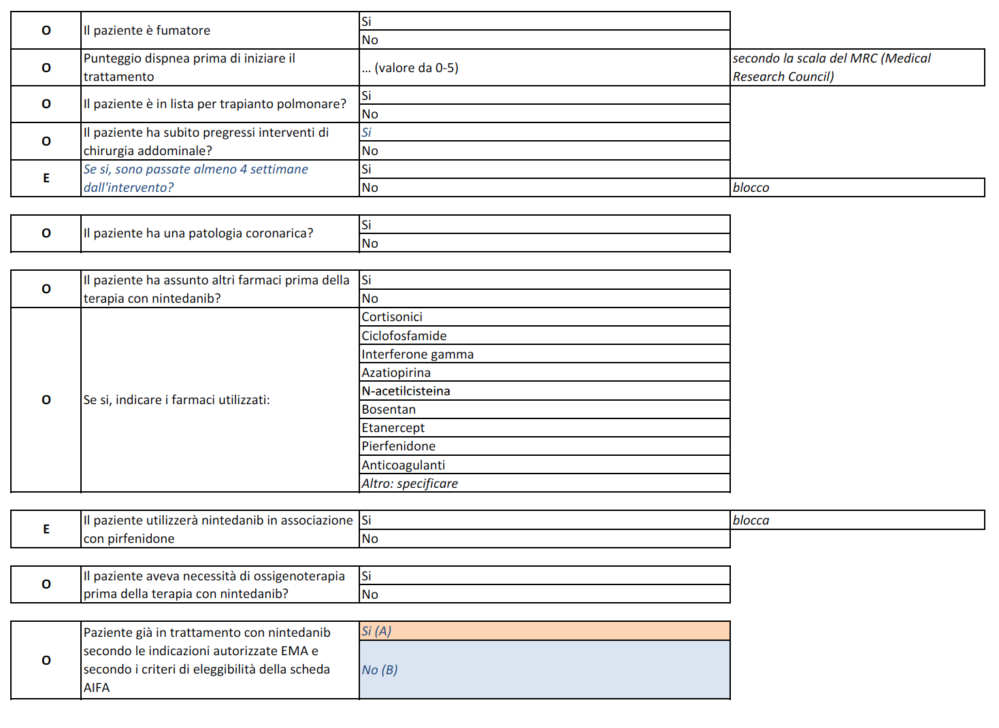 O
Il paziente è fumatore
Si
No
O
Punteggio dispnea prima di iniziare il
trattamento
... (valore da 0-5)
secondo la scala del MRC (Medical
Research Council)
O
Il paziente è in lista per trapianto polmonare?
Si
No
O
Il paziente ha subito pregressi interventi di
chirurgia addominale?
Si
No
E
Se si, sono passate almeno 4 settimane
dall'intervento?
Si
No
blocco
O
Il paziente ha una patologia coronarica?
Si
No
O
Il paziente ha assunto altri farmaci prima della
terapia con nintedanib?
Si
No
O
Se si, indicare i farmaci utilizzati:
Cortisonici
Ciclofosfamide
Interferone gamma
Azatiopirina
N-acetilcisteina
Bosentan
Etanercept
Pierfenidone
Anticoagulanti
Altro: specificare
E
Il paziente utilizzerà nintedanib in associazione
con pirfenidone
Si
blocca
No
O
Il paziente aveva necessità di ossigenoterapia
prima della terapia con nintedanib?
Si
No
O
Paziente già in trattamento con nintedanib
secondo le indicazioni autorizzate EMA e
secondo i criteri di eleggibilità della scheda
AIFA
Si (A)
No (B)